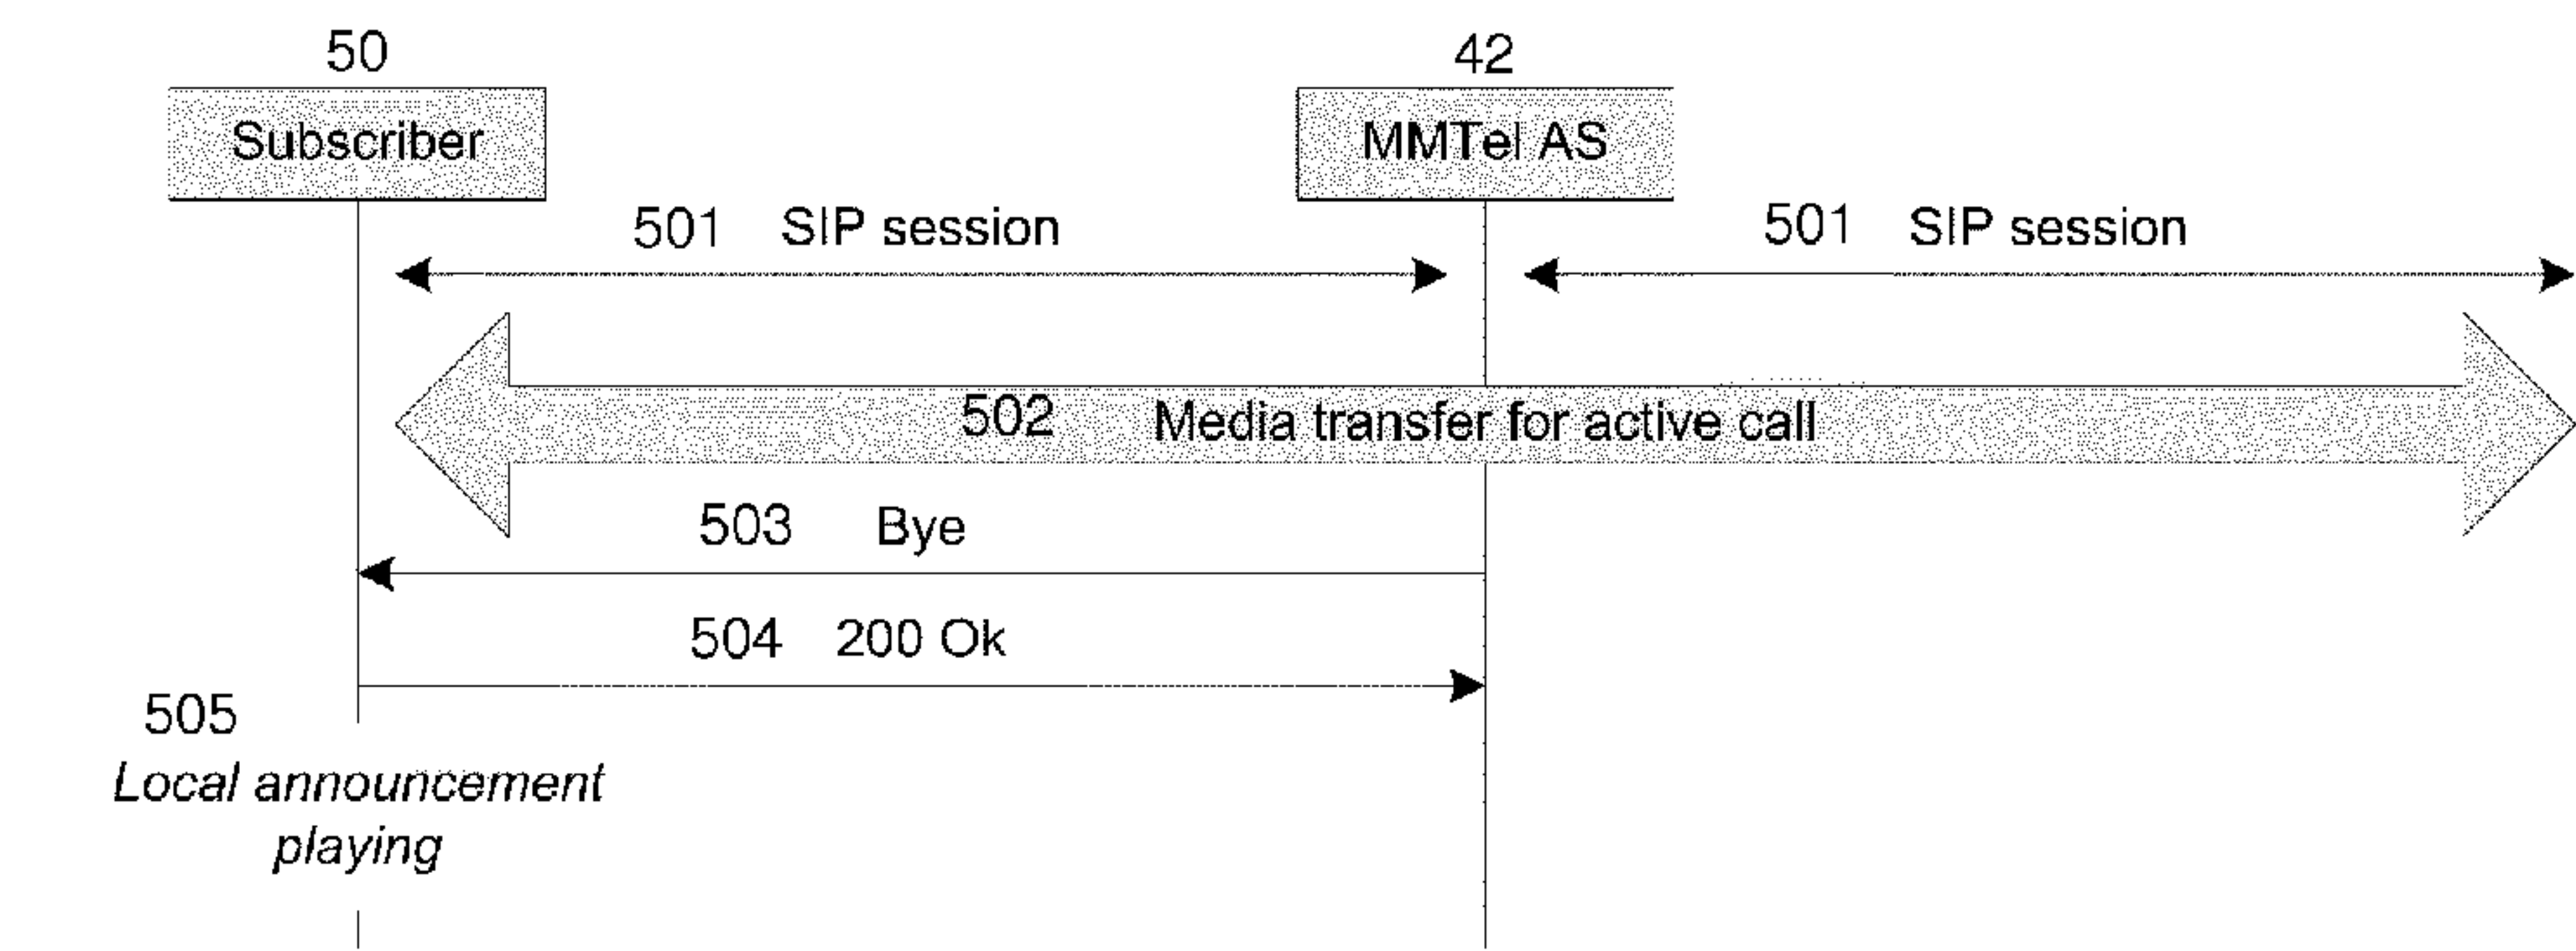 50
42
Subscriber
MMTel AS
501 SIP session
501 SIP session
502 Media transfer for active call
503 Bye
504 200 Ok
505
Local announcement
playing